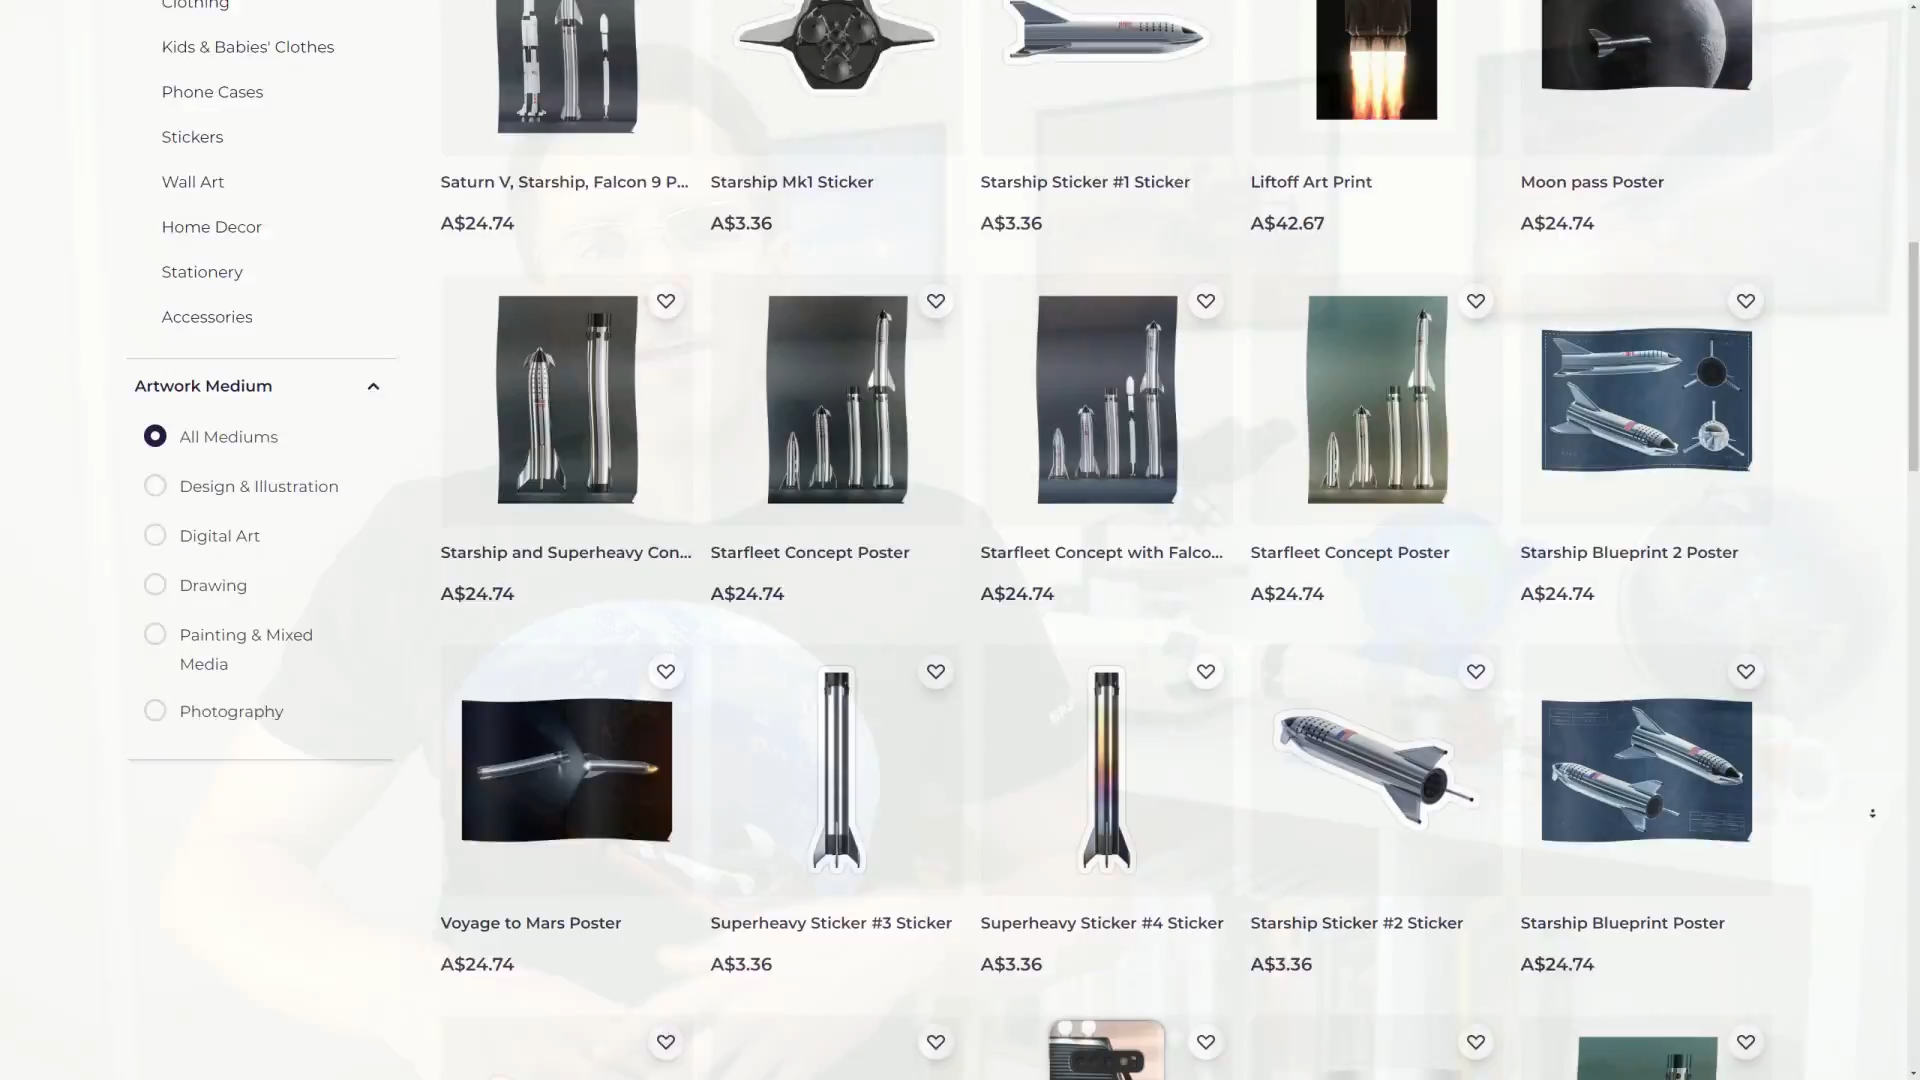 Clothing
Kids & Babies' Clothes
Phone Cases
Stickers
Wall Art
Home Decor
Stationery
Accessories
Artwork Medium
All Mediums
Design & Illustration
Digital Art
Drawing
Painting & Mixed
Media
Photography
Saturn V, Starship, Falcon 9 P...
A$24.74
Starship Mk1 Sticker
A$3.36
Starship Sticker #1 Sticker
A$3.36
Liftoff Art Print
A$42.67
Moon pass Poster
A$24.74
Starship and Superheavy Con...
A$24.74
Starfleet Concept Poster
A$24.74
Starfleet Concept with Falco...
A$24.74
Starfleet Concept Poster
A$24.74
Starship Blueprint 2 Poster
A$24.74
Voyage to Mars Poster
A$24.74
Superheavy Sticker #3 Sticker
A$3.36
Superheavy Sticker #4 Sticker
A$3.36
Starship Sticker #2 Sticker
A$3.36
Starship Blueprint Poster
A$24.74